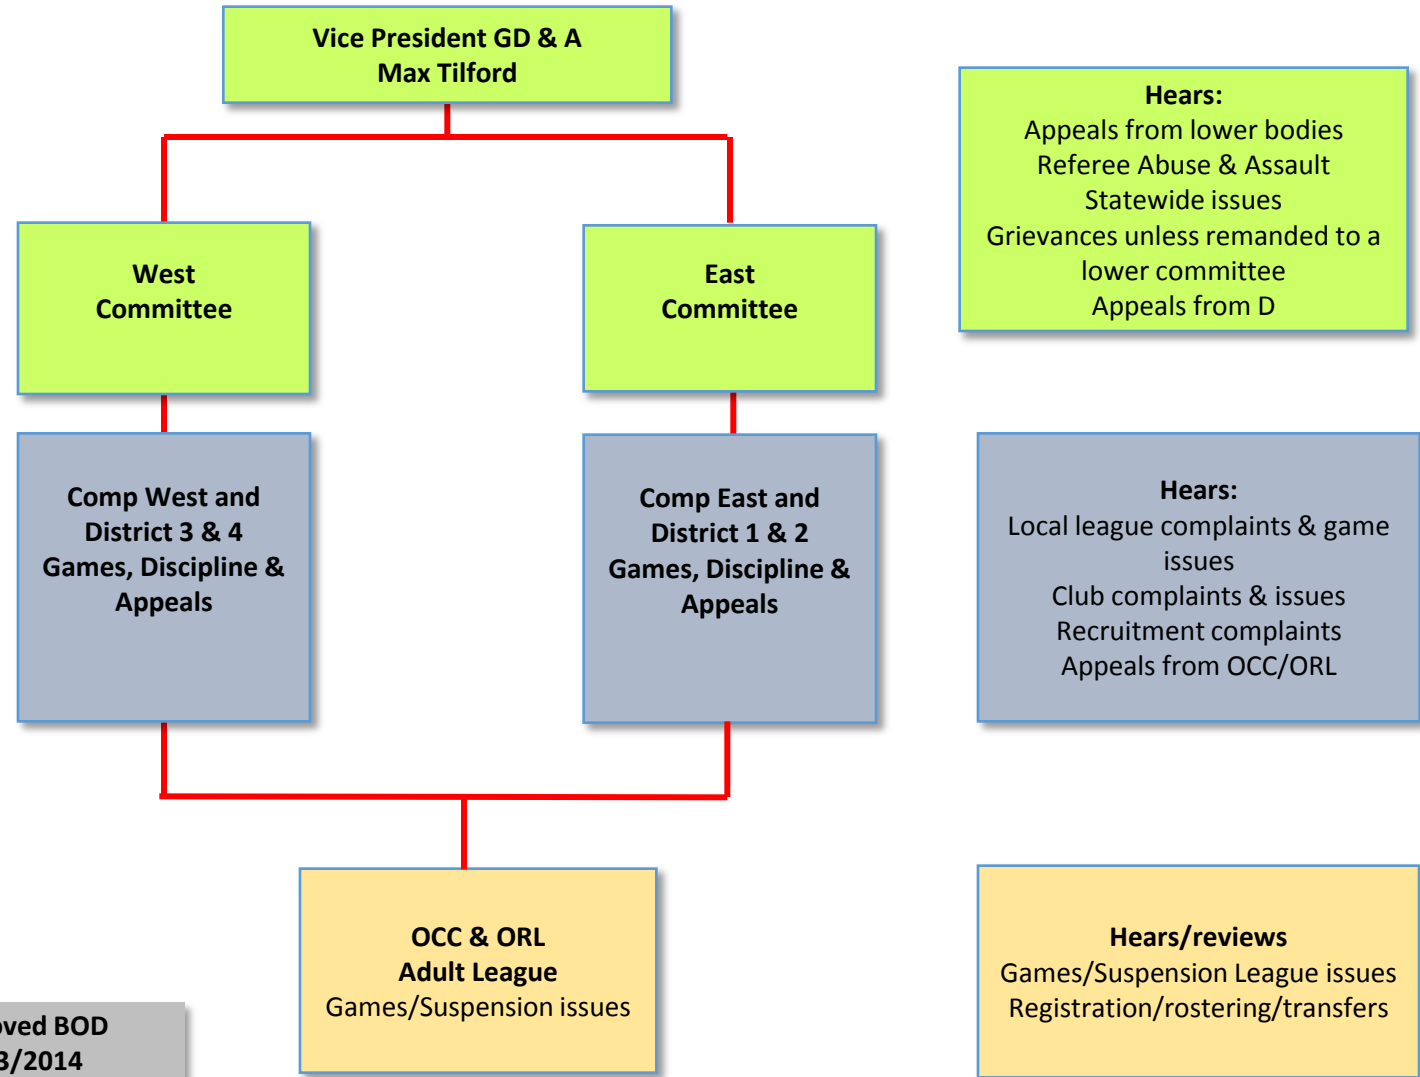 Vice President GD & A
Max Tilford
Hears:
Appeals from lower bodies
Referee Abuse & Assault
Statewide issues
Grievances unless remanded to a
lower committee
Appeals from D
West
Committee
East
Committee
Comp West and
District 3 & 4
Games, Discipline &
Appeals
Comp East and
District 1 & 2
Games, Discipline &
Appeals
Hears:
Local league complaints & game
issues
Club complaints & issues
Recruitment complaints
Appeals from OCC/ORL
OCC & ORL
Adult League
Games/Suspension issues
Hears/reviews
Games/Suspension League issues
Registration/rostering/transfers
BOD
3/2014